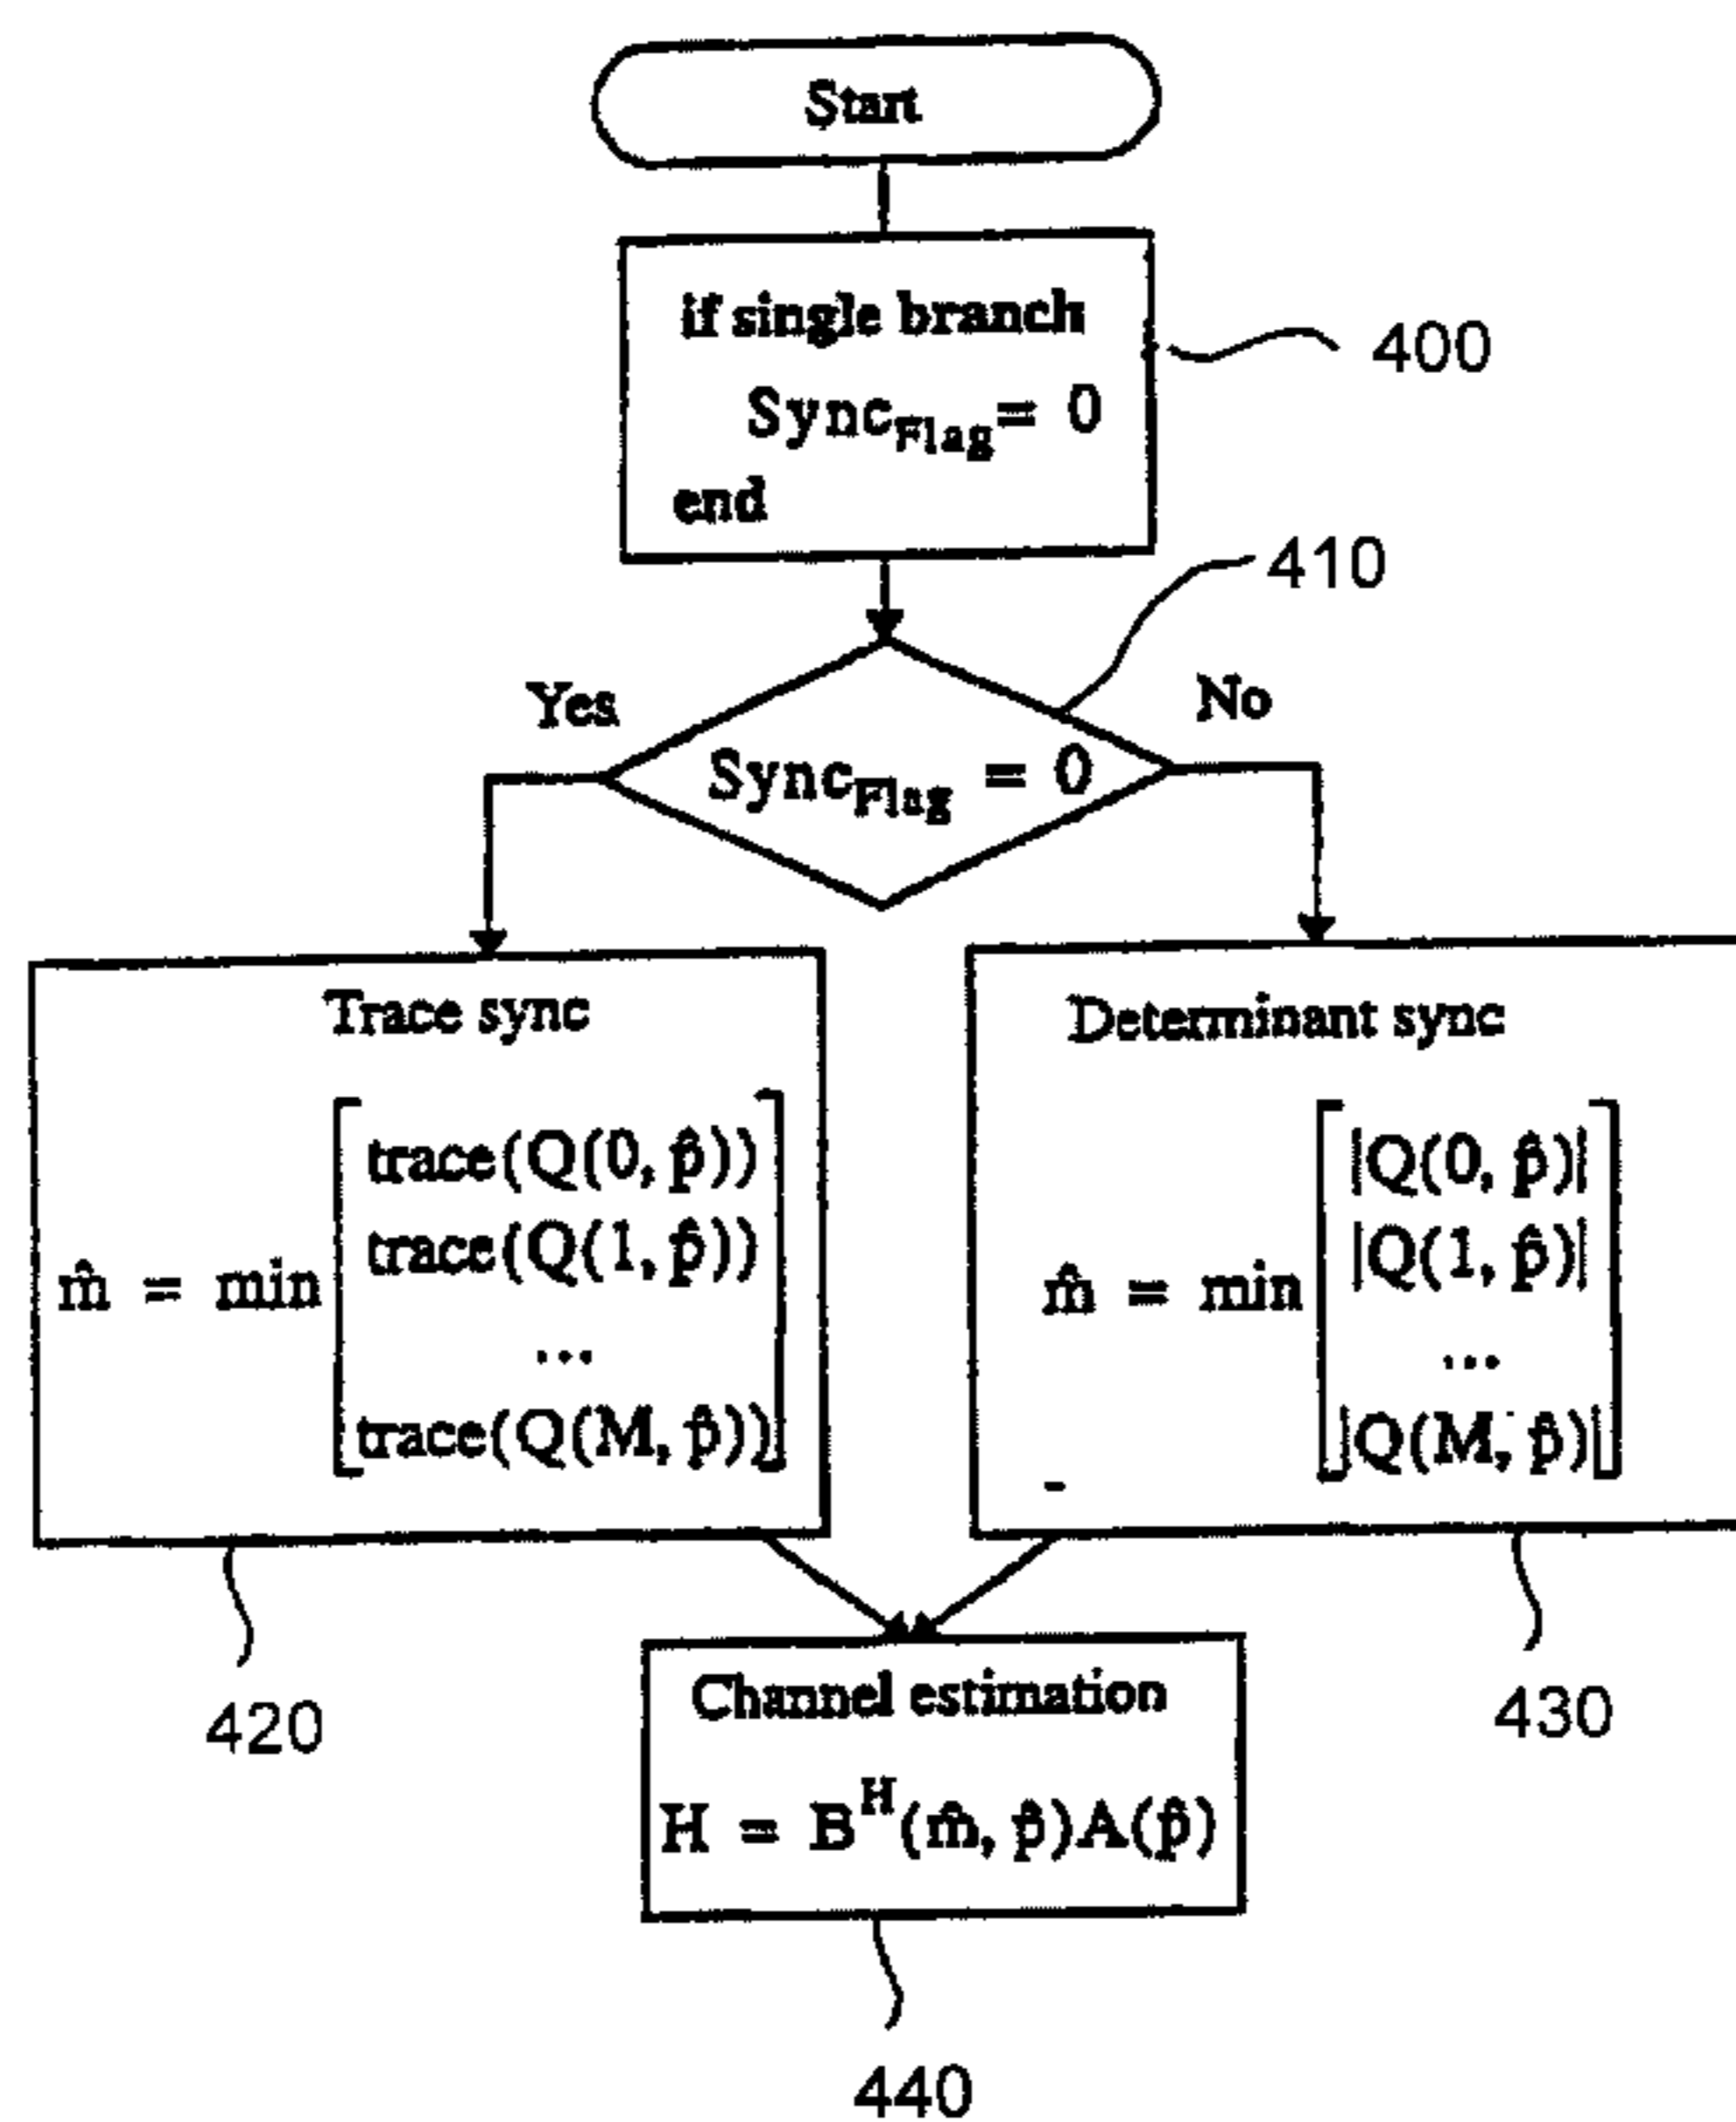 Start
if single branch
Sync_Flag = 0
end
400
410
Yes
No
Sync_Flag = 0
Trace sync
m̂ = min
trace(Q(0, p̂))
trace(Q(1, p̂))
...
trace(Q(M, p̂))
Determinant sync
m̂ = min
|Q(0, p̂)|
|Q(1, p̂)|
...
|Q(M, p̂)|
420
430
Channel estimation
H = B^H(m̂, p̂)A(p̂)
440